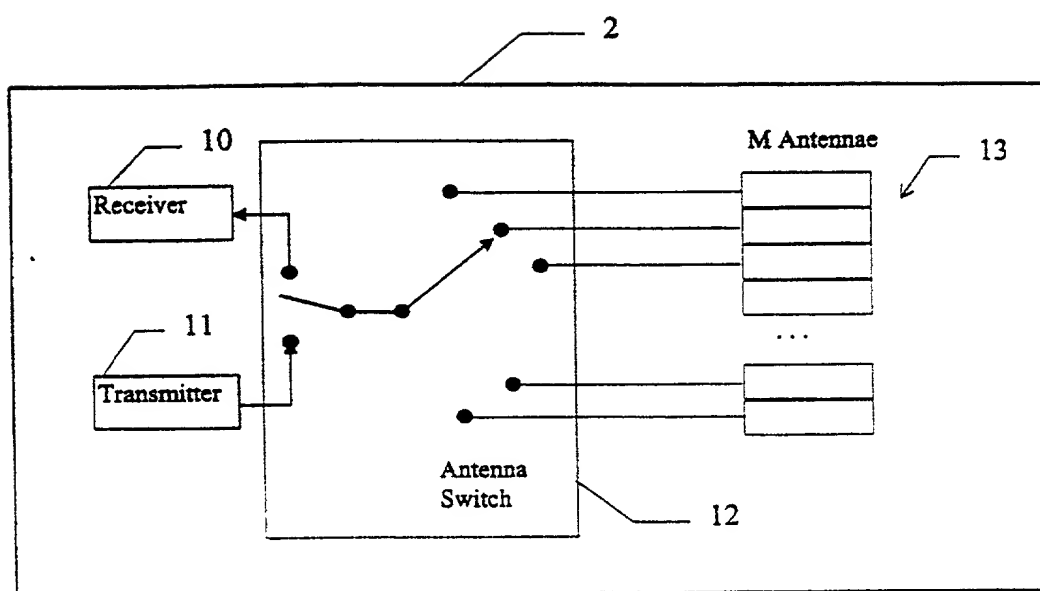 2
10
M Antennae
13
Receiver
11
Transmitter
...
Antenna
Switch
12